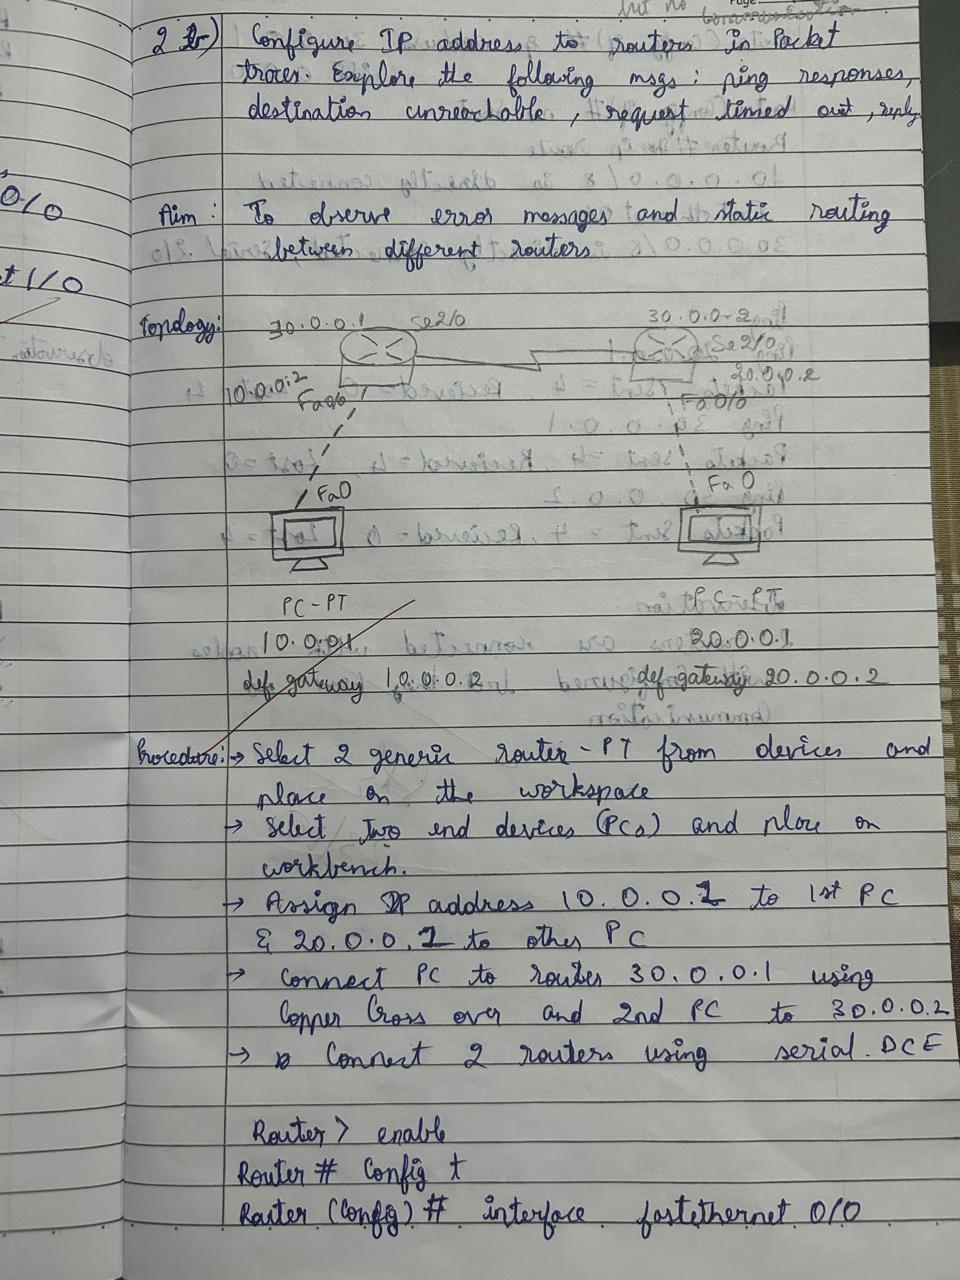 but no
2 b) Configure IP address to routers in Packet
tracer. Explore the following msgs : ping responses,
destination unreachable, request timed out, reply
0/0
Aim : To observe error messages and static routing
between different routers
t 1/0
Topology:
30.0.0.1 Se2/0 30.0.0.2
Se2/0
10.0.0.2 20.0.0.2
Fa0/0 Fa0/0
Fa0 Fa 0
PC-PT PC-PT
10.0.0.1 20.0.0.1
def gateway 10.0.0.2 def gateway 20.0.0.2
Procedure: → Select 2 generic router-PT from devices and
place on the workspace
→ Select Two end devices (PCs) and place on
workbench.
→ Assign IP address 10.0.0.1 to 1st PC
& 20.0.0.1 to other PC
→ Connect PC to router 30.0.0.1 using
Copper Cross over and 2nd PC to 30.0.0.2
→ Connect 2 routers using serial DCE
Router > enable
Router # Config t
Router (Config) # interface fastethernet 0/0